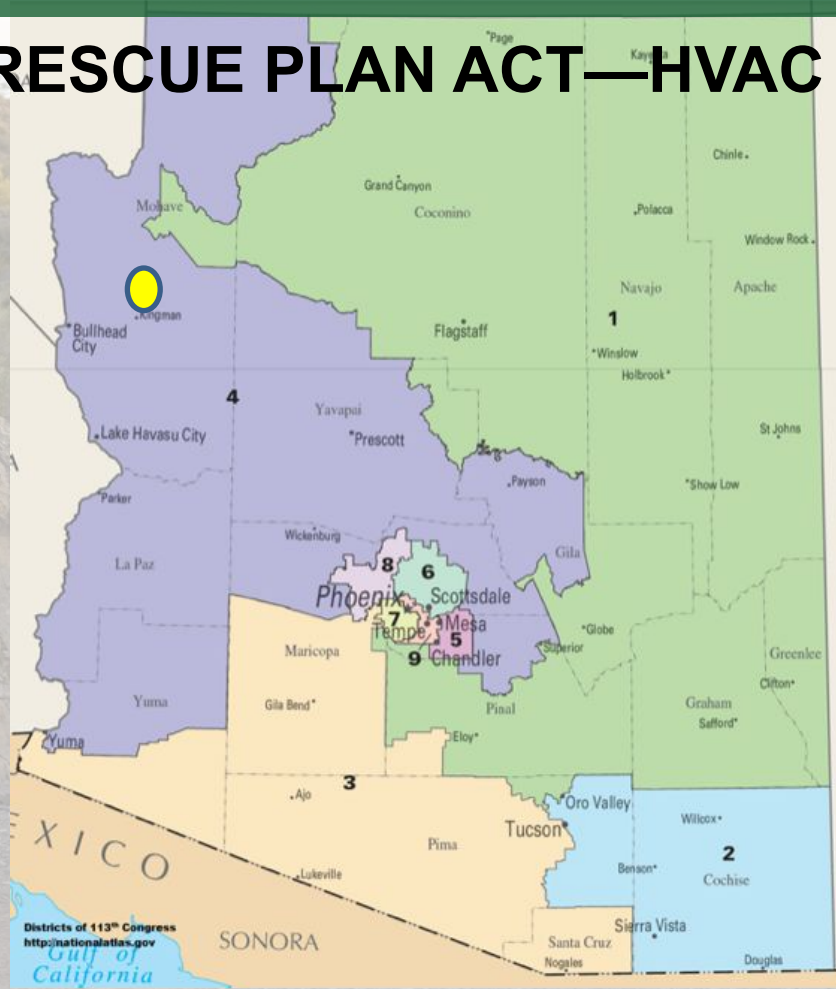 RESCUE PLAN ACT—HVAC
Page
Chinle
Grand Canyon
Mohave
Coconino
Polacca
Window Rock
Navajo
Apache
Kingman
1
Bullhead
City
Flagstaff
Winslow
Holbrook
4
Yavapai
Lake Havasu City
Prescott
St Johns
Payson
Show Low
Parker
Wickenburg
Gila
La Paz
8
6
Phoenix
Scottsdale
7
Mesa
Tempe
5
Globe
Superior
9
Chandler
Maricopa
Greenlee
Clifton
Yuma
Gila Bend
Pinal
Graham
Safford
Eloy
Yuma
3
Ajo
Oro Valley
Tucson
Willcox
EXICO
Pima
2
Benson
Cochise
Lukeville
Districts of 113th Congress
http://nationalatlas.gov
Gulf of
California
SONORA
Sierra Vista
Santa Cruz
Nogales
Douglas